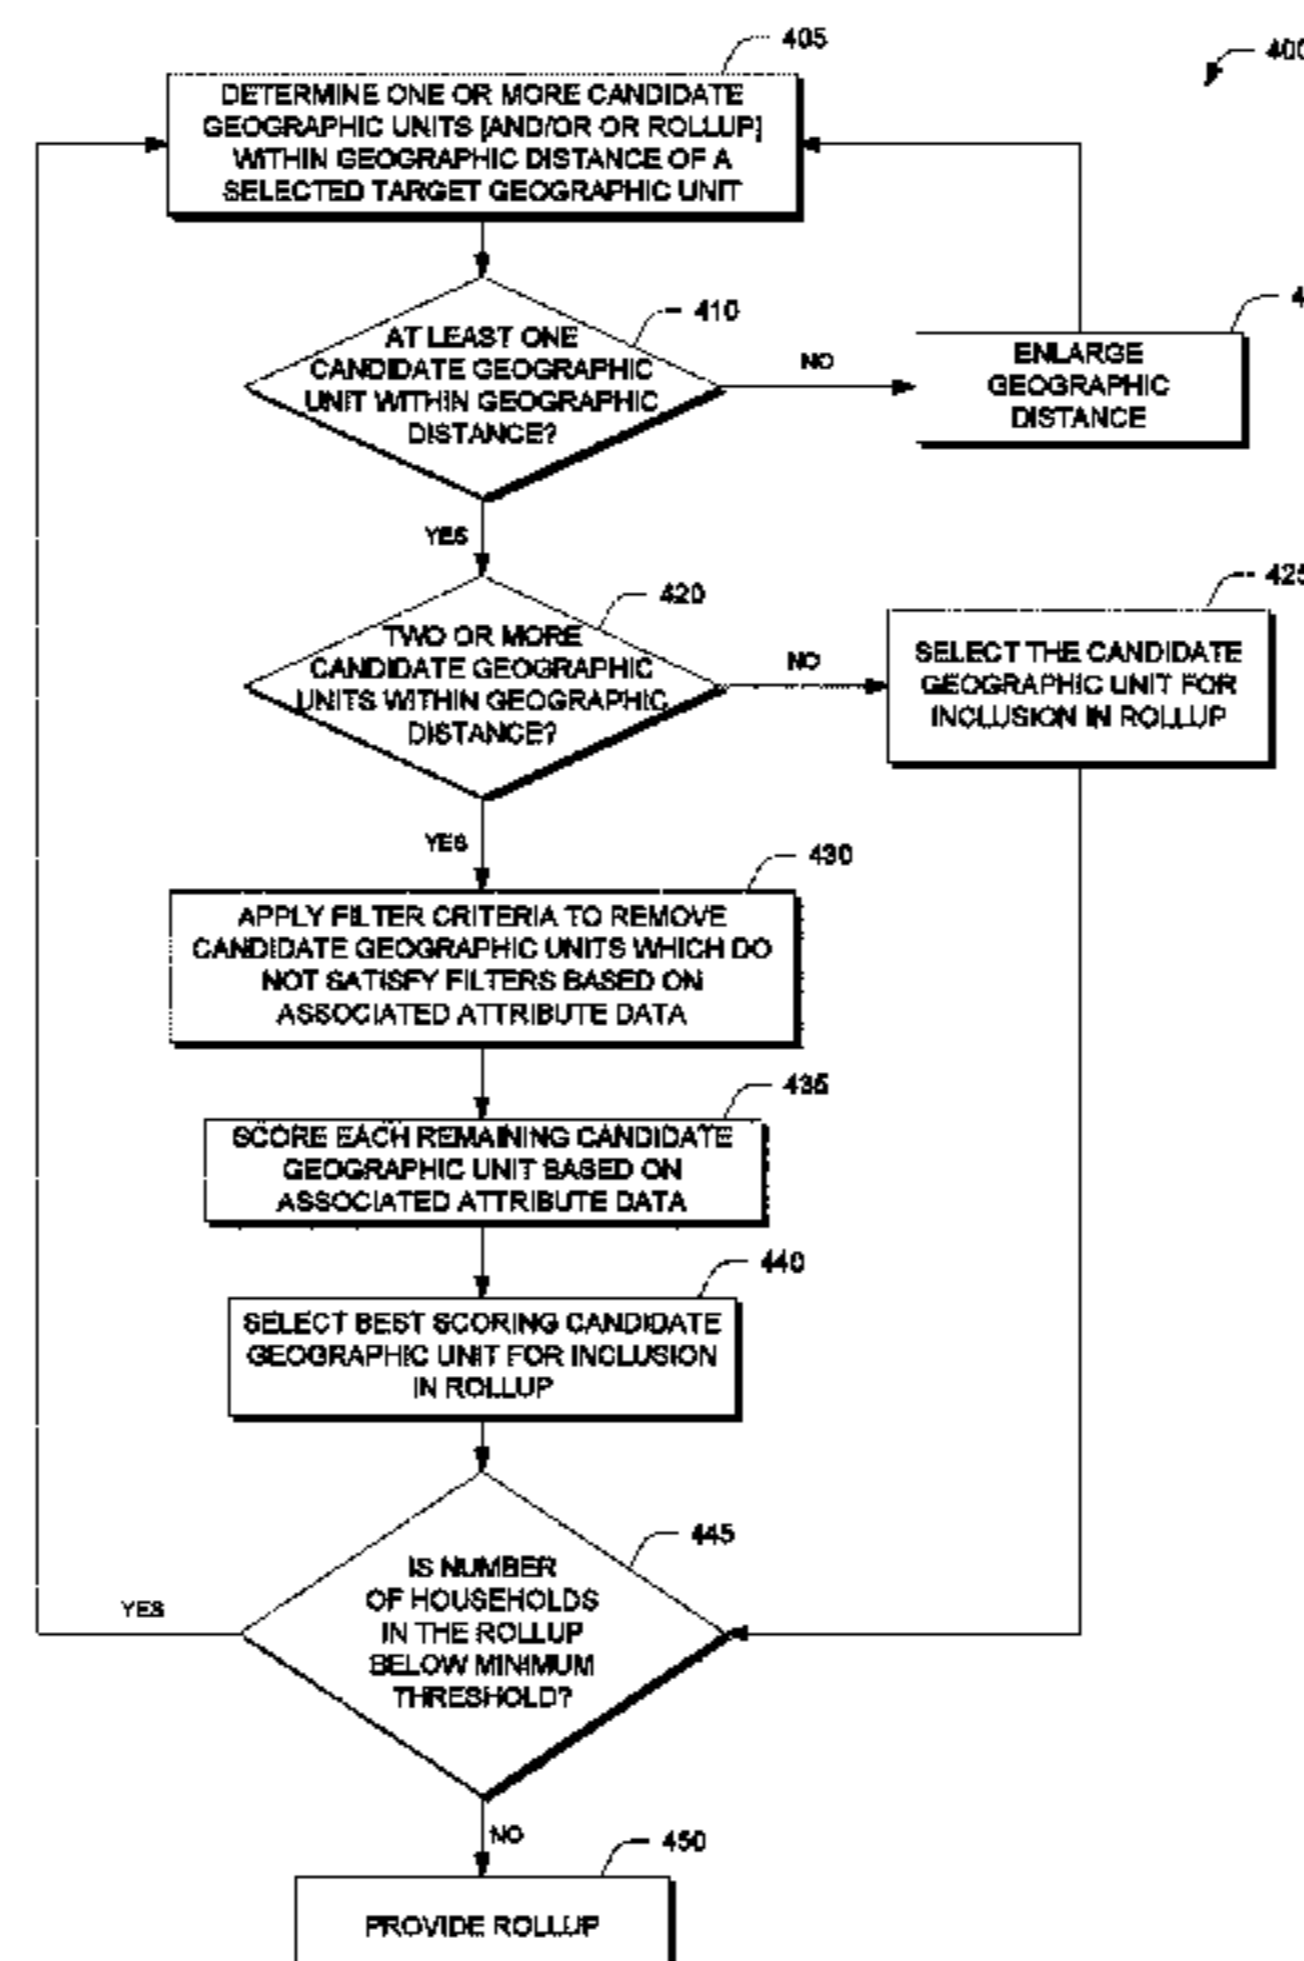 405
400
DETERMINE ONE OR MORE CANDIDATE
GEOGRAPHIC UNITS [AND/OR OR ROLLUP]
WITHIN GEOGRAPHIC DISTANCE OF A
SELECTED TARGET GEOGRAPHIC UNIT
410
AT LEAST ONE
CANDIDATE GEOGRAPHIC
UNIT WITHIN GEOGRAPHIC
DISTANCE?
NO
ENLARGE
GEOGRAPHIC
DISTANCE
YES
420
TWO OR MORE
CANDIDATE GEOGRAPHIC
UNITS WITHIN GEOGRAPHIC
DISTANCE?
NO
425
SELECT THE CANDIDATE
GEOGRAPHIC UNIT FOR
INCLUSION IN ROLLUP
YES
430
APPLY FILTER CRITERIA TO REMOVE
CANDIDATE GEOGRAPHIC UNITS WHICH DO
NOT SATISFY FILTERS BASED ON
ASSOCIATED ATTRIBUTE DATA
435
SCORE EACH REMAINING CANDIDATE
GEOGRAPHIC UNIT BASED ON
ASSOCIATED ATTRIBUTE DATA
440
SELECT BEST SCORING CANDIDATE
GEOGRAPHIC UNIT FOR INCLUSION
IN ROLLUP
445
IS NUMBER
OF HOUSEHOLDS
IN THE ROLLUP
BELOW MINIMUM
THRESHOLD?
YES
NO
450
PROVIDE ROLLUP